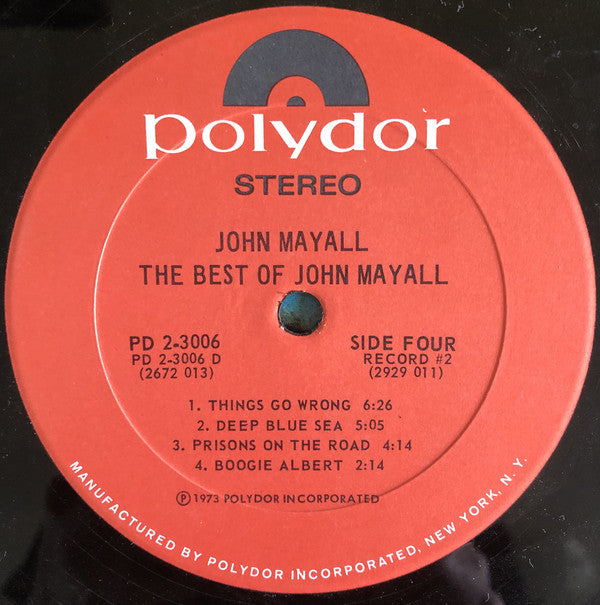 polydor
STEREO
JOHN MAYALL
THE BEST OF JOHN MAYALL
PD 2-3006
PD 2-3006 D
(2672 013)
SIDE FOUR
RECORD #2
(2929 011)
1. THINGS GO WRONG 6:26
2. DEEP BLUE SEA 5:05
3. PRISONS ON THE ROAD 4:14
4. BOOGIE ALBERT 2:14
Ⓟ 1973 POLYDOR INCORPORATED
MANUFACTURED BY POLYDOR INCORPORATED, NEW YORK, N. Y.